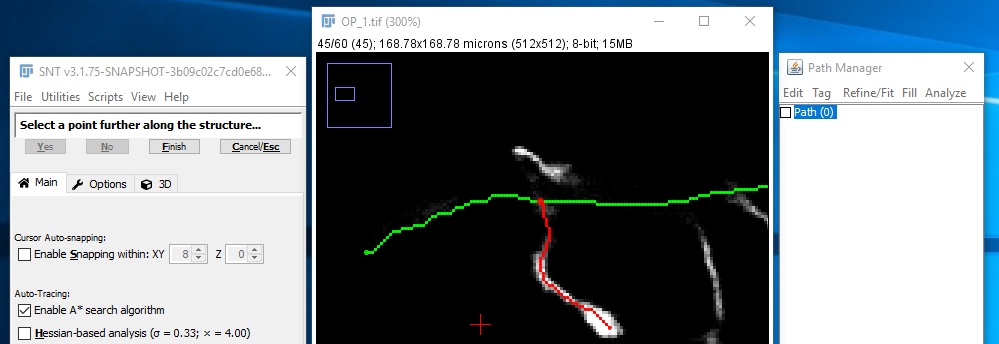 SNT v3.1.75-SNAPSHOT-3b09c02c7cd0e68...
File Utilities Scripts View Help
Select a point further along the structure...
Yes No Finish Cancel/Esc
Main Options 3D
Cursor Auto-snapping:
Enable Snapping within: XY 8 Z 0
Auto-Tracing:
Enable A* search algorithm
Hessian-based analysis (σ = 0.33; × = 4.00)
OP_1.tif (300%)
45/60 (45); 168.78x168.78 microns (512x512); 8-bit; 15MB
Path Manager
Edit Tag Refine/Fit Fill Analyze
Path (0)